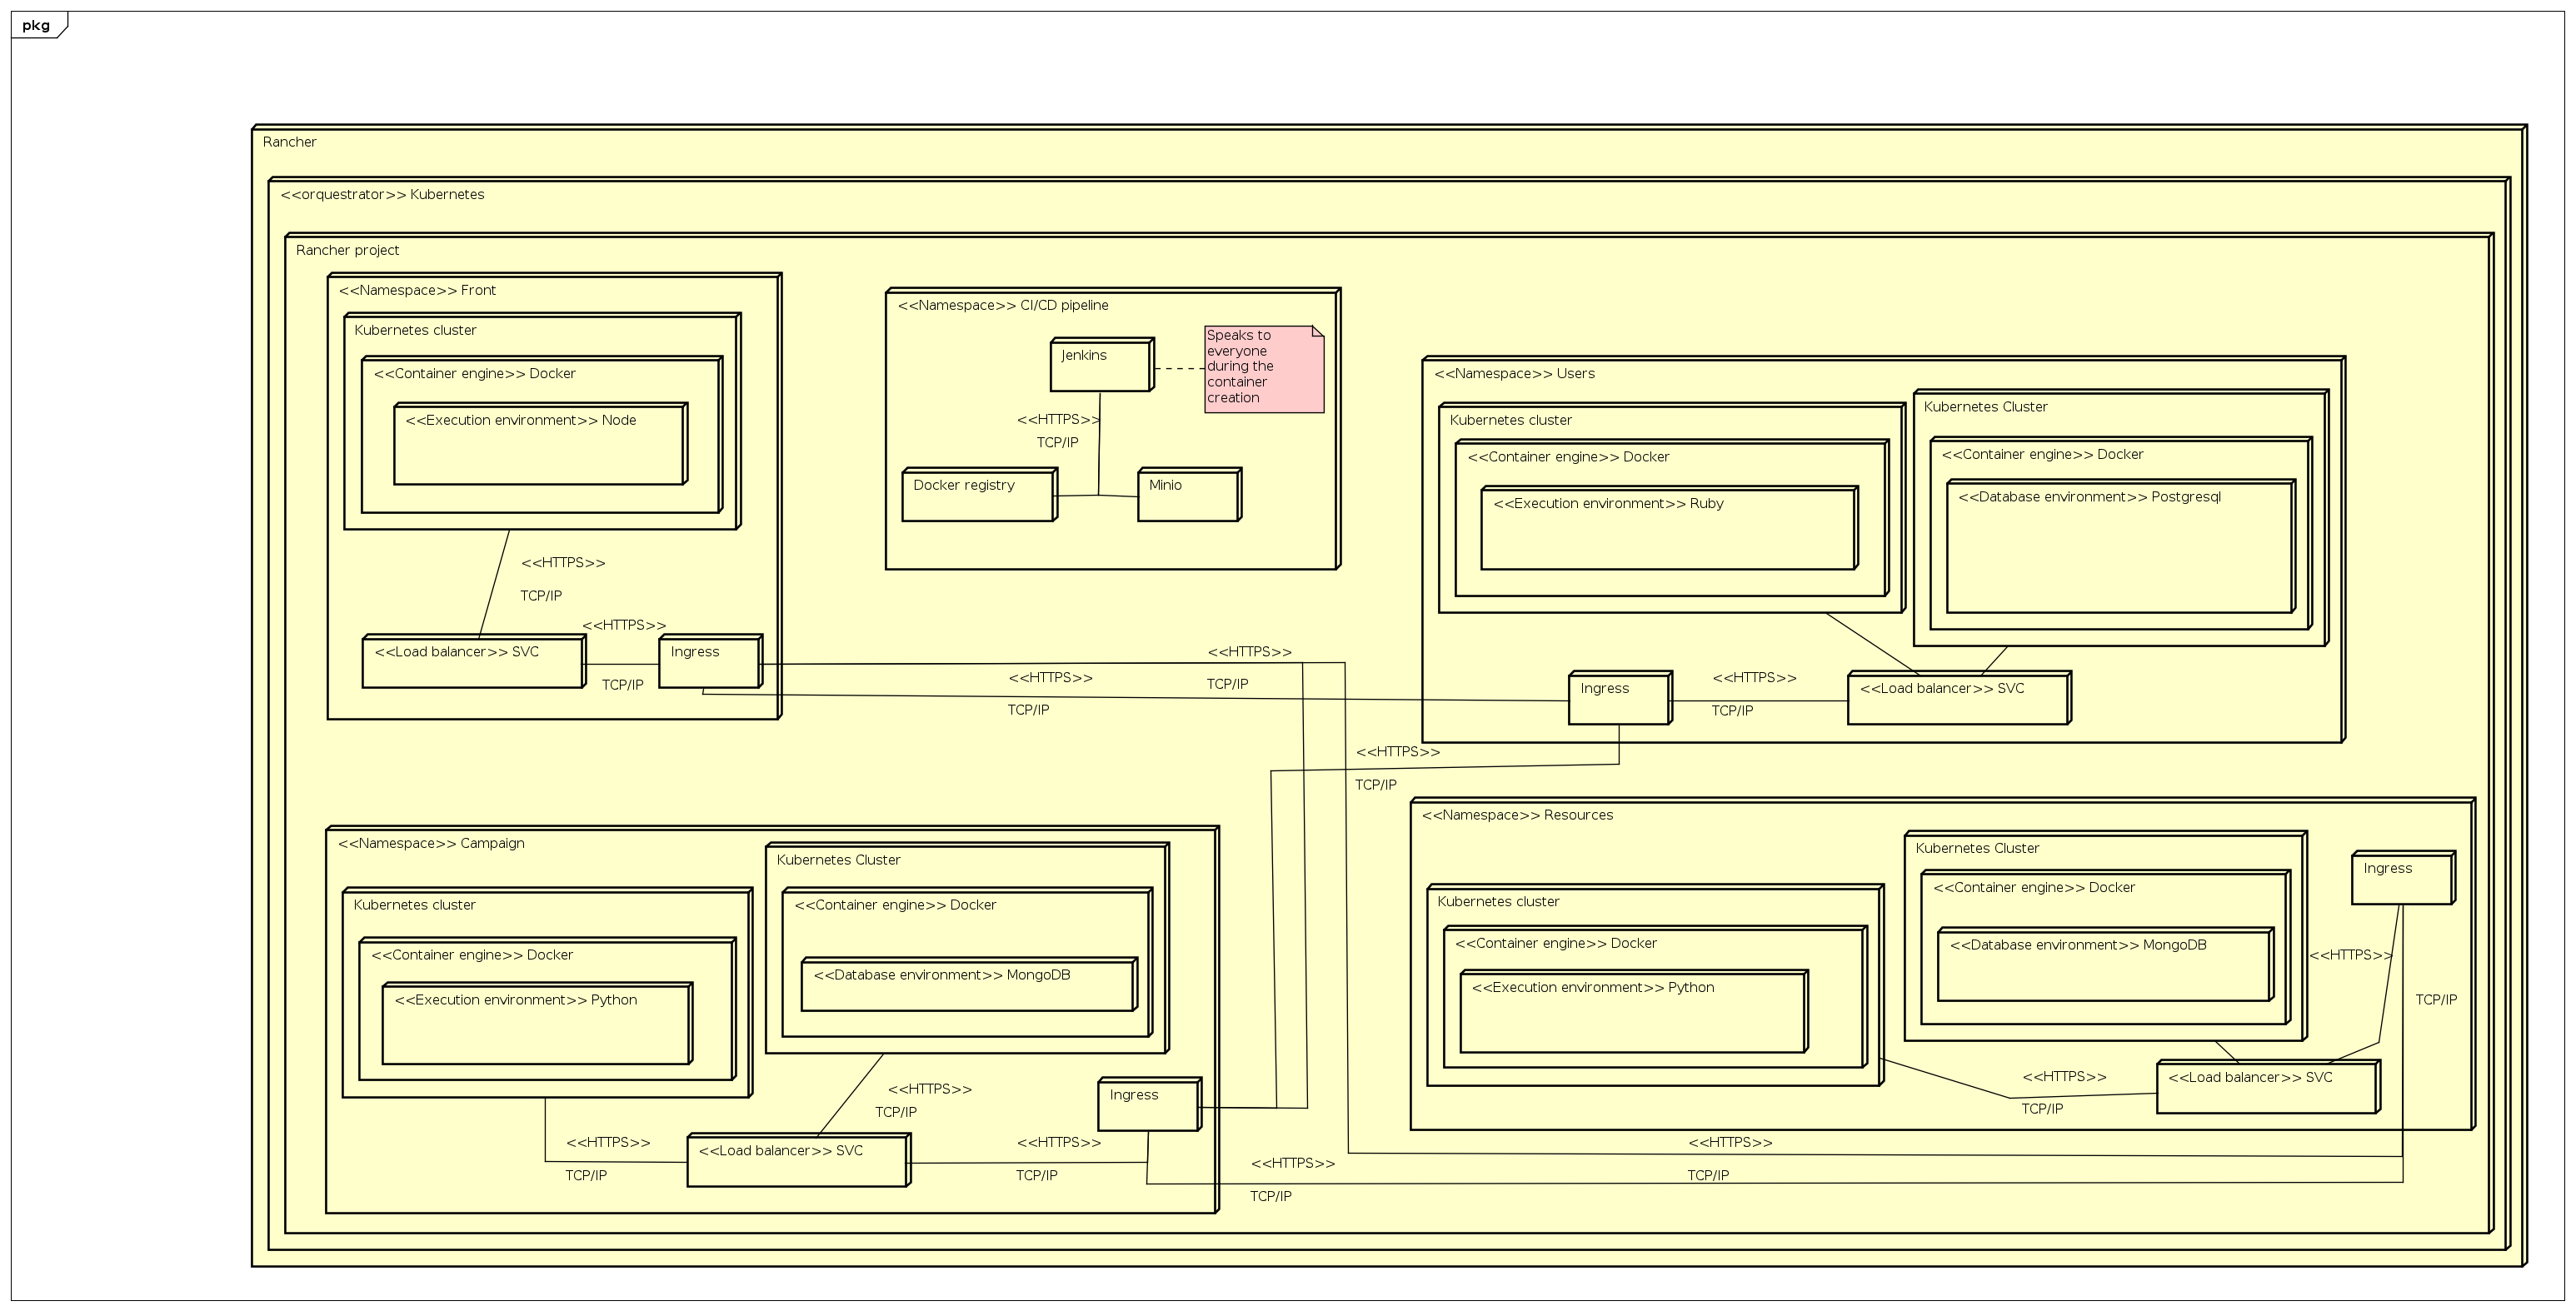 pkg
Rancher
<<orquestrator>> Kubernetes
Rancher project
<<Namespace>> Front
Kubernetes cluster
<<Container engine>> Docker
<<Execution environment>> Node
<<HTTPS>>
TCP/IP
<<HTTPS>>
<<Load balancer>> SVC
Ingress
TCP/IP
<<Namespace>> CI/CD pipeline
Jenkins
Speaks to
everyone
during the
container
creation
<<HTTPS>>
TCP/IP
Docker registry
Minio
<<Namespace>> Users
Kubernetes cluster
<<Container engine>> Docker
<<Execution environment>> Ruby
Kubernetes Cluster
<<Container engine>> Docker
<<Database environment>> Postgresql
Ingress
<<HTTPS>>
TCP/IP
<<Load balancer>> SVC
<<HTTPS>>
TCP/IP
<<HTTPS>>
TCP/IP
<<HTTPS>>
TCP/IP
<<Namespace>> Campaign
Kubernetes cluster
<<Container engine>> Docker
<<Execution environment>> Python
Kubernetes Cluster
<<Container engine>> Docker
<<Database environment>> MongoDB
<<HTTPS>>
TCP/IP
Ingress
<<HTTPS>>
TCP/IP
<<Load balancer>> SVC
<<HTTPS>>
TCP/IP
<<Namespace>> Resources
Kubernetes cluster
<<Container engine>> Docker
<<Execution environment>> Python
Kubernetes Cluster
<<Container engine>> Docker
<<Database environment>> MongoDB
Ingress
<<HTTPS>>
TCP/IP
<<HTTPS>>
TCP/IP
<<Load balancer>> SVC
<<HTTPS>>
TCP/IP
<<HTTPS>>
TCP/IP